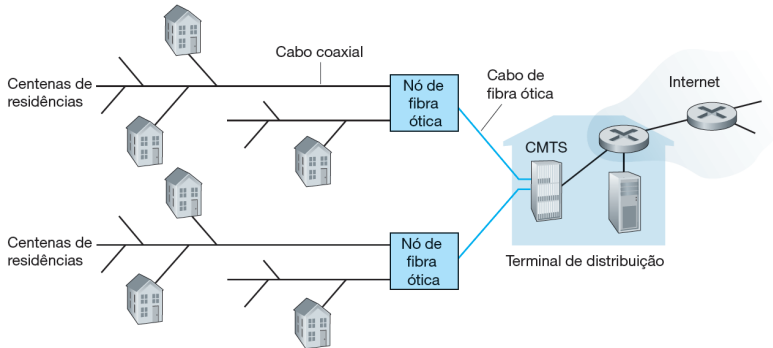 Centenas de
residências
Cabo coaxial
Nó de
fibra
ótica
Cabo de
fibra ótica
Internet
CMTS
Centenas de
residências
Nó de
fibra
ótica
Terminal de distribuição